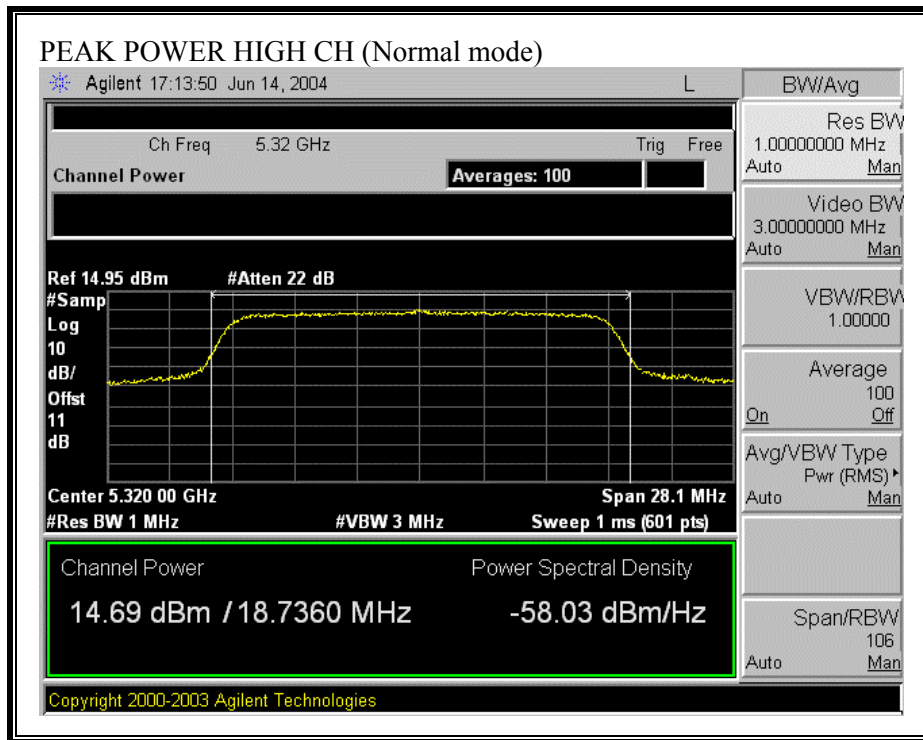 PEAK POWER HIGH CH (Normal mode)
Agilent 17:13:50 Jun 14, 2004 L
BW/Avg
Ch Freq 5.32 GHz Trig Free
Channel Power Averages: 100
Res BW
1.00000000 MHz
Auto Man
Video BW
3.00000000 MHz
Auto Man
VBW/RBW
1.00000
Average
100
On Off
Avg/VBW Type
Pwr (RMS)
Auto Man
Span/RBW
106
Auto Man
Ref 14.95 dBm #Atten 22 dB
#Samp
Log
10
dB/
Offst
11
dB
Center 5.320 00 GHz Span 28.1 MHz
#Res BW 1 MHz #VBW 3 MHz Sweep 1 ms (601 pts)
Channel Power Power Spectral Density
14.69 dBm / 18.7360 MHz -58.03 dBm/Hz
Copyright 2000-2003 Agilent Technologies